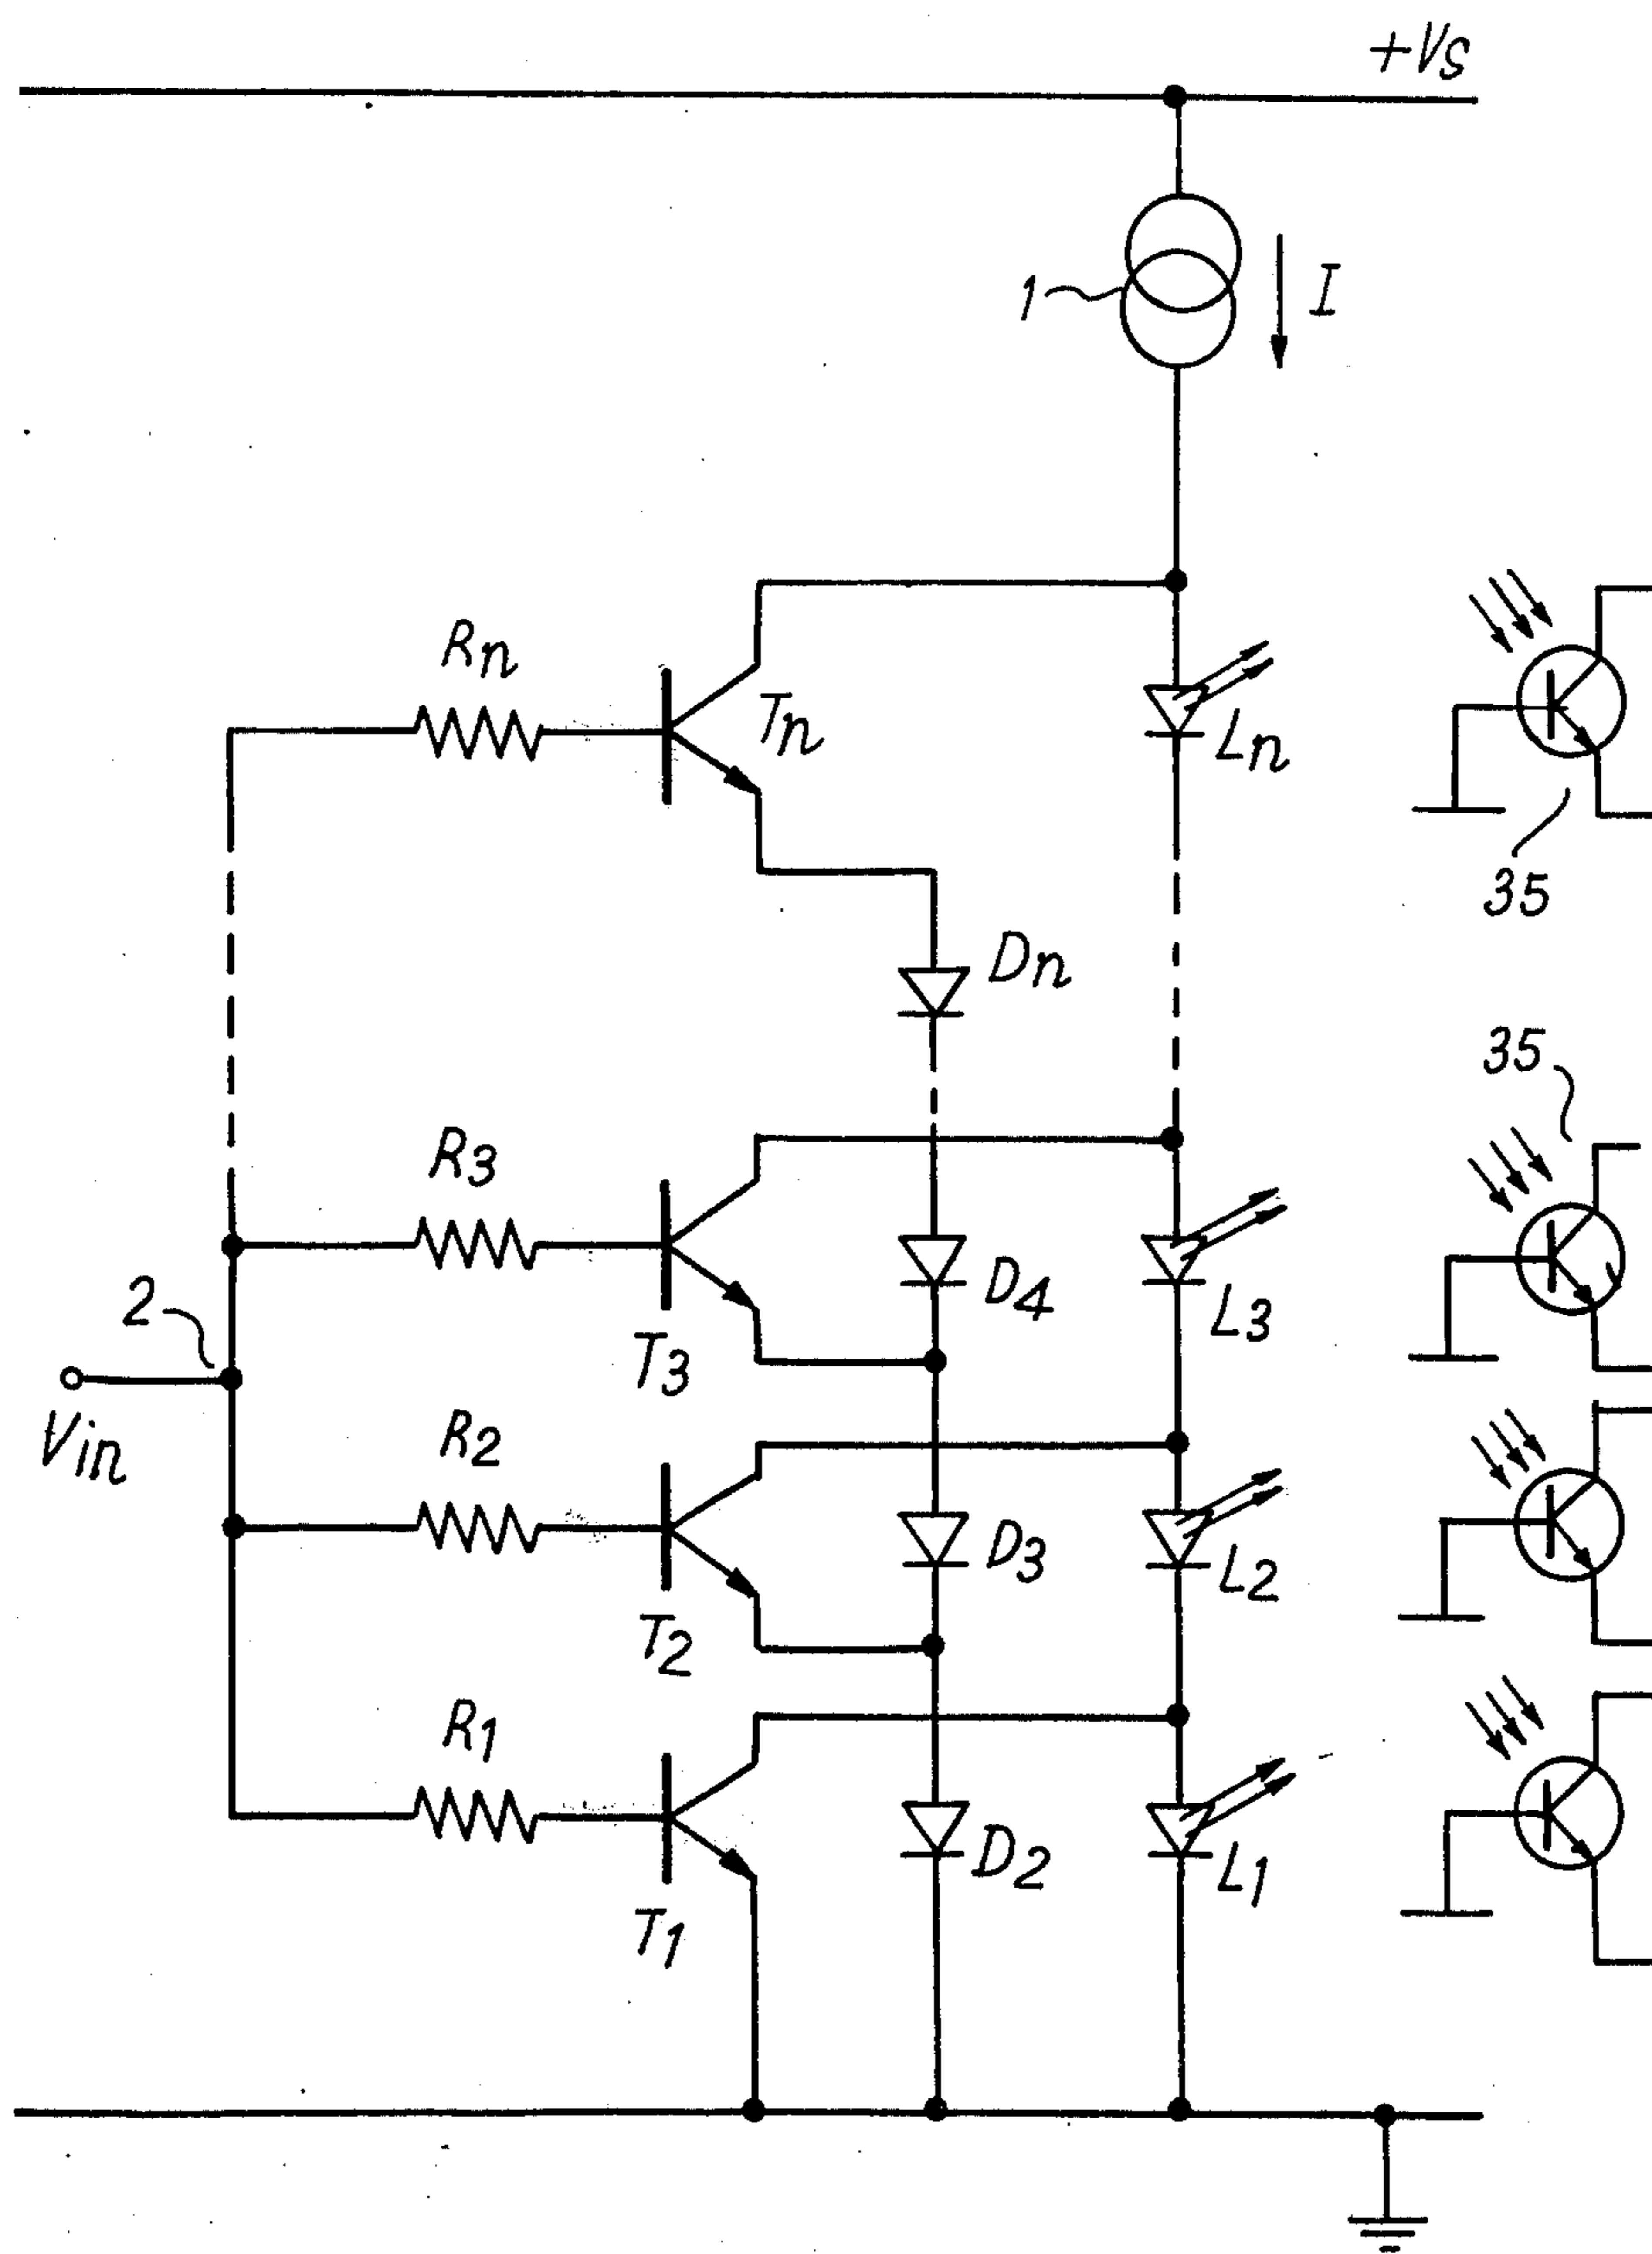 +Vs
1
I
Rn
Tn
Ln
35
Dn
35
R3
D4
L3
2
T3
Vin
R2
D3
L2
T2
R1
D2
L1
T1